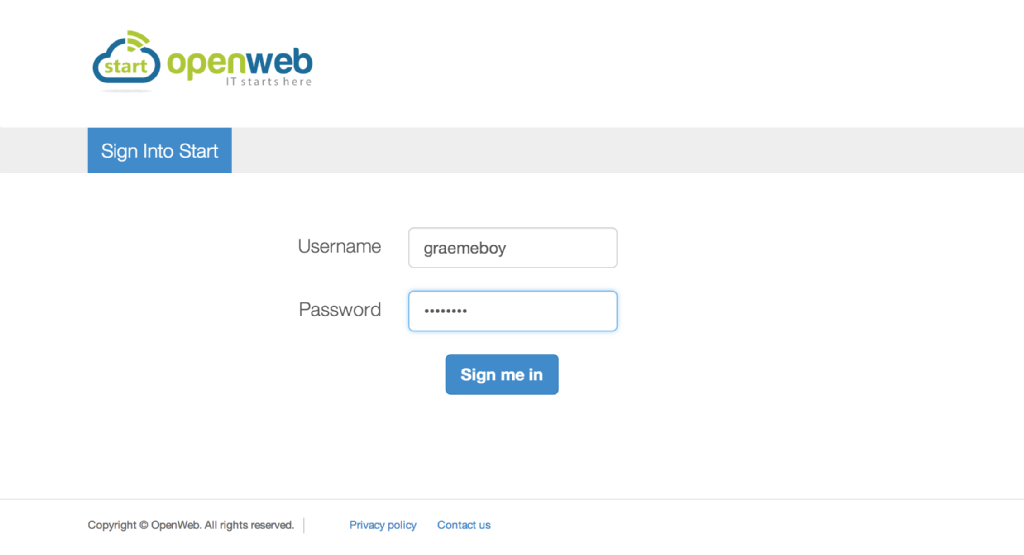 start openweb
IT starts here
Sign Into Start
Username graemeboy
Password ••••••••
Sign me in
Copyright © OpenWeb. All rights reserved. Privacy policy Contact us